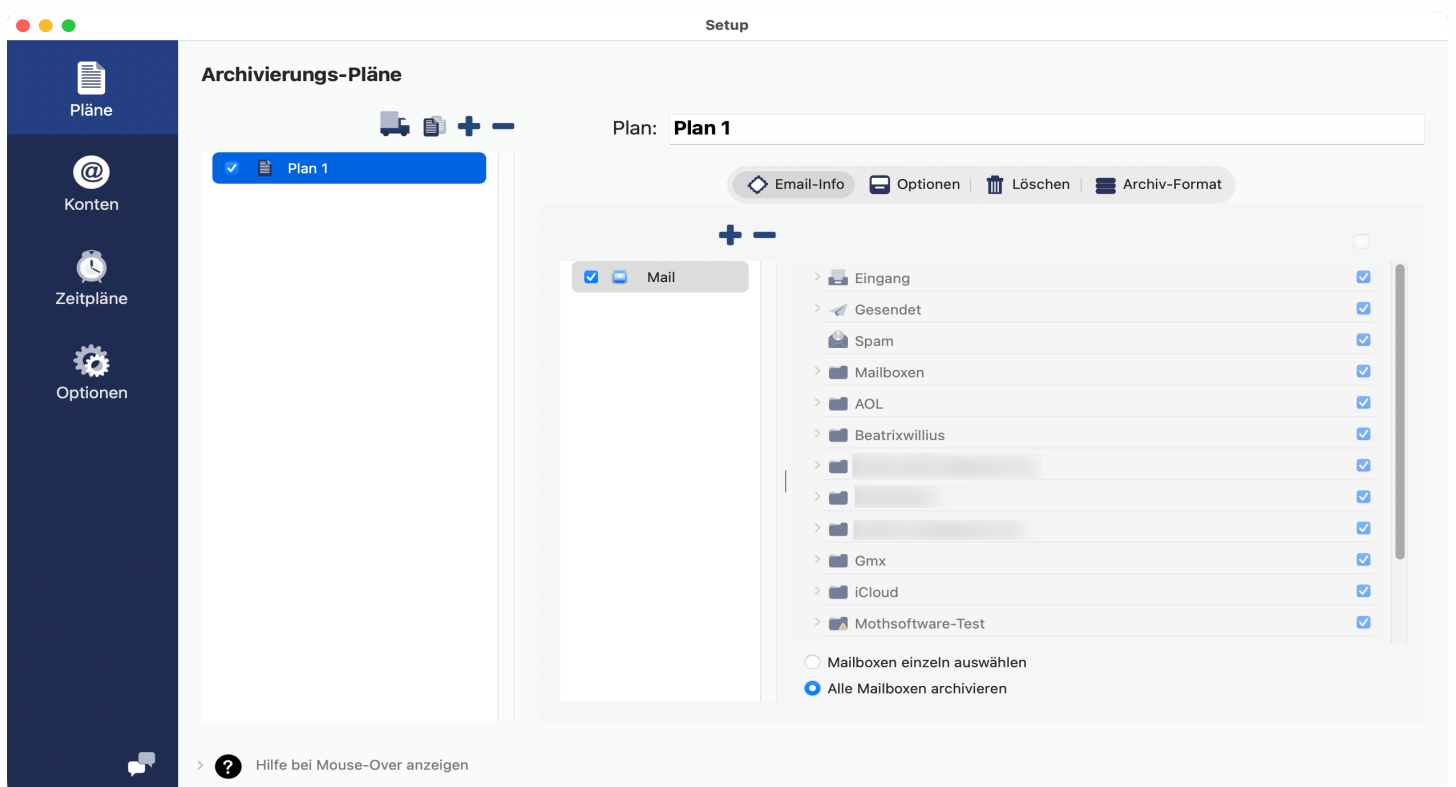 Setup
Pläne
Konten
Zeitpläne
Optionen
Archivierungs-Pläne
Plan 1
Plan: Plan 1
Email-Info Optionen Löschen Archiv-Format
Mail
Eingang
Gesendet
Spam
Mailboxen
AOL
Beatrixwillius
Gmx
iCloud
Mothsoftware-Test
Mailboxen einzeln auswählen
Alle Mailboxen archivieren
? Hilfe bei Mouse-Over anzeigen